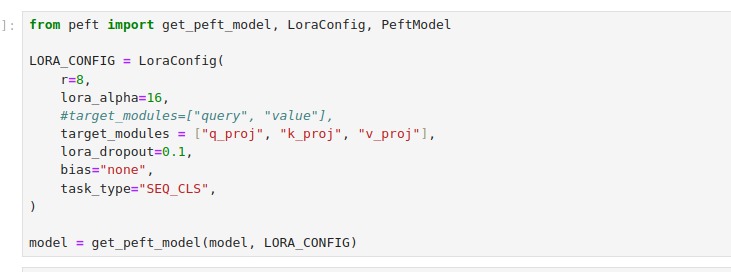 ]:
from peft import get_peft_model, LoraConfig, PeftModel
LORA_CONFIG = LoraConfig(
    r=8,
    lora_alpha=16,
    #target_modules=["query", "value"],
    target_modules = ["q_proj", "k_proj", "v_proj"],
    lora_dropout=0.1,
    bias="none",
    task_type="SEQ_CLS",
)
model = get_peft_model(model, LORA_CONFIG)